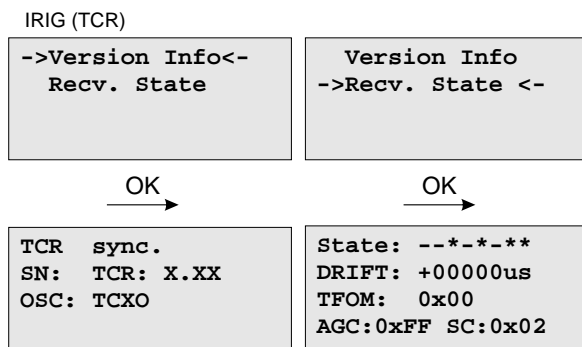 IRIG (TCR)
->Version Info<-
Recv. State
Version Info
->Recv. State <-
OK
OK
TCR sync.
SN: TCR: X.XX
OSC: TCXO
State: --*-*-**
DRIFT: +00000us
TFOM: 0x00
AGC:0xFF SC:0x02